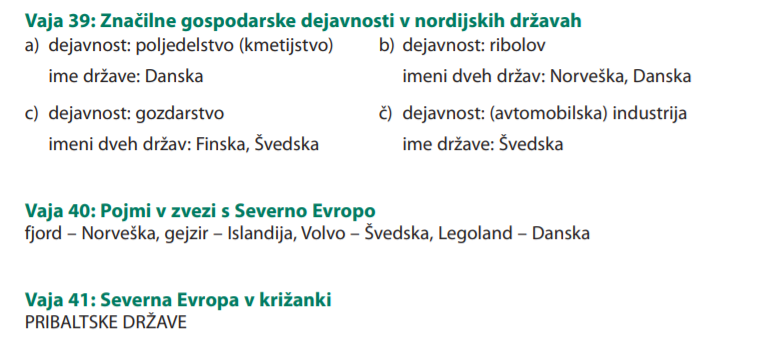 Vaja 39: Značilne gospodarske dejavnosti v nordijskih državah
a) dejavnost: poljedelstvo (kmetijstvo)
ime države: Danska
b) dejavnost: ribolov
imeni dveh držav: Norveška, Danska
c) dejavnost: gozdarstvo
imeni dveh držav: Finska, Švedska
č) dejavnost: (avtomobilska) industrija
ime države: Švedska
Vaja 40: Pojmi v zvezi s Severno Evropo
fjord – Norveška, gejzir – Islandija, Volvo – Švedska, Legoland – Danska
Vaja 41: Severna Evropa v križanki
PRIBALTSKE DRŽAVE